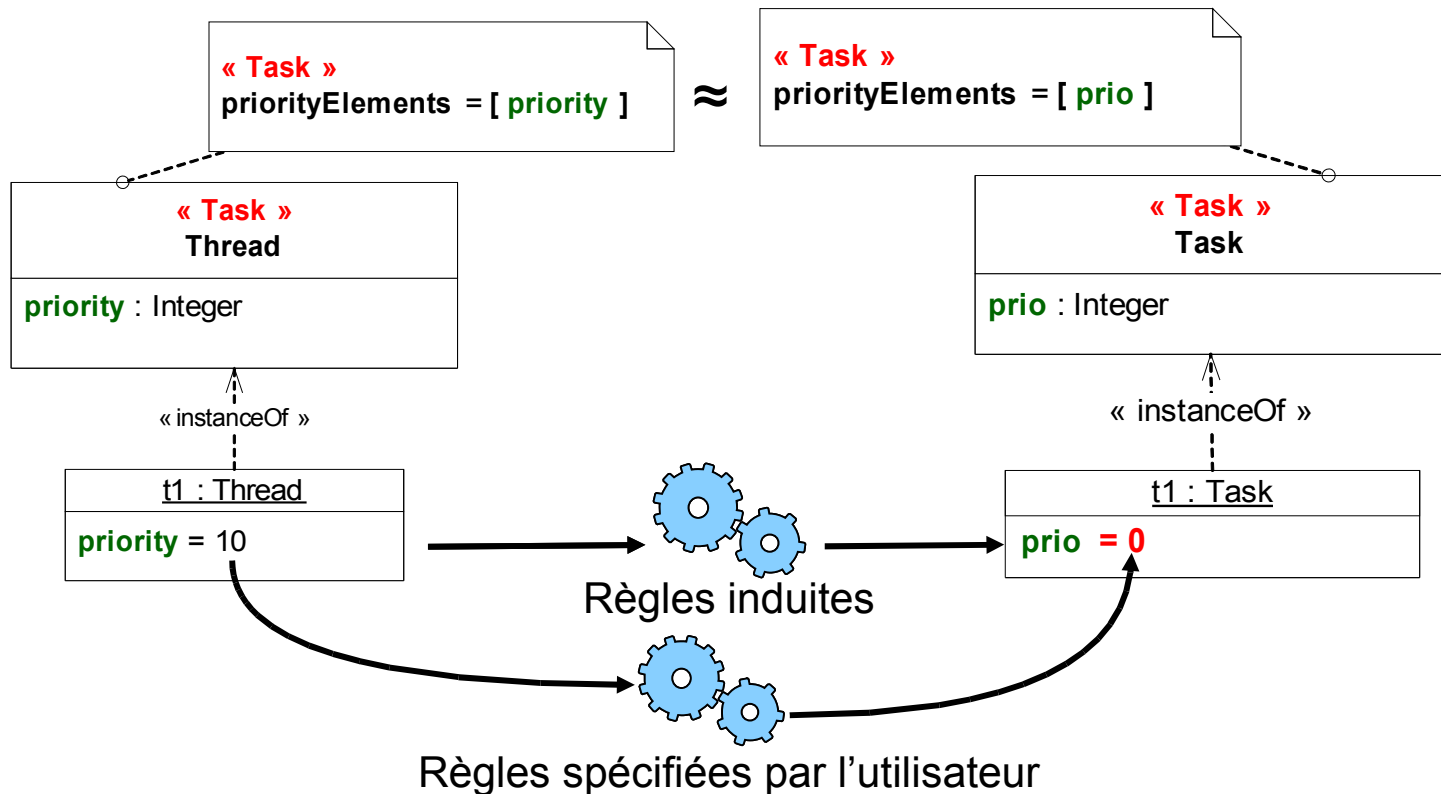 « Task »
priorityElements = [ priority ]
≈
« Task »
priorityElements = [ prio ]
« Task »
Thread
priority : Integer
« Task »
Task
prio : Integer
« instanceOf »
« instanceOf »
t1 : Thread
priority = 10
t1 : Task
prio = 0
Règles induites
Règles spécifiées par l’utilisateur